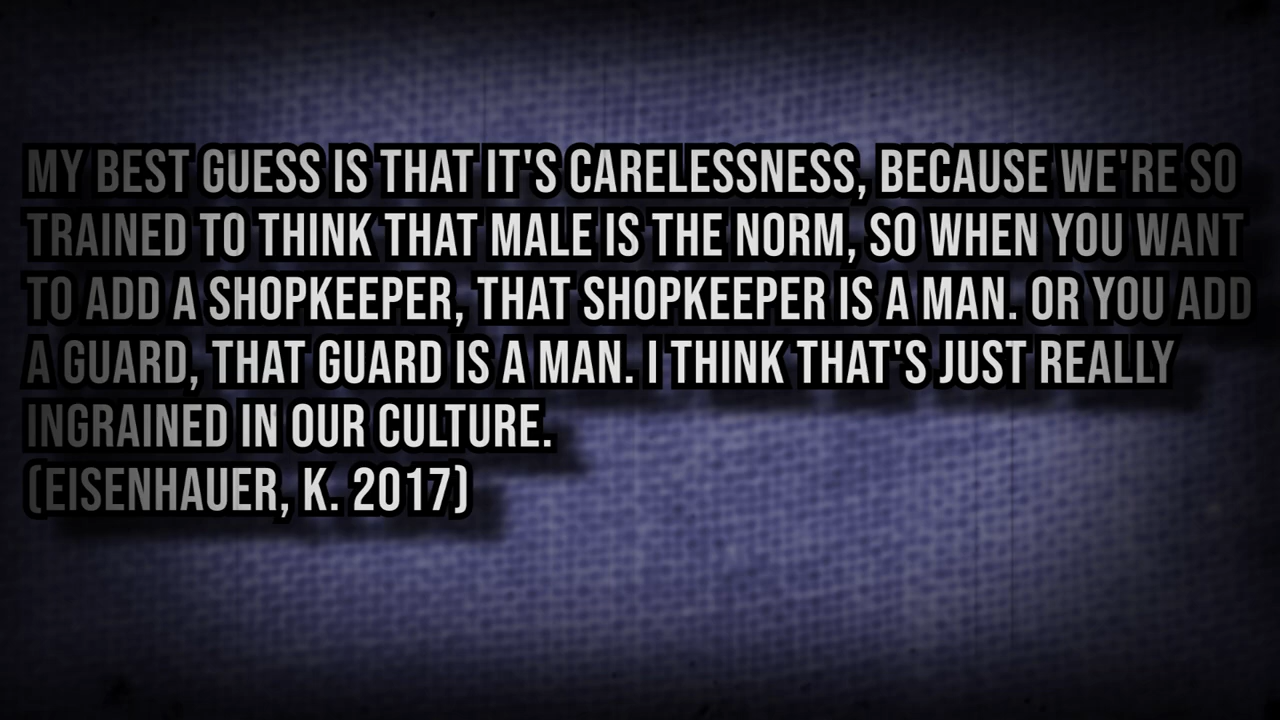 MY BEST GUESS IS THAT IT'S CARELESSNESS, BECAUSE WE'RE SO
TRAINED TO THINK THAT MALE IS THE NORM, SO WHEN YOU WANT
TO ADD A SHOPKEEPER, THAT SHOPKEEPER IS A MAN. OR YOU ADD
A GUARD, THAT GUARD IS A MAN. I THINK THAT'S JUST REALLY
INGRAINED IN OUR CULTURE.
(EISENHAUER, K. 2017)